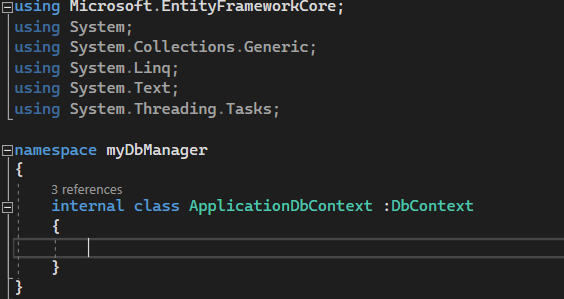 using Microsoft.EntityFrameworkCore;
using System;
using System.Collections.Generic;
using System.Linq;
using System.Text;
using System.Threading.Tasks;
namespace myDbManager
{
3 references
internal class ApplicationDbContext :DbContext
{
}
}